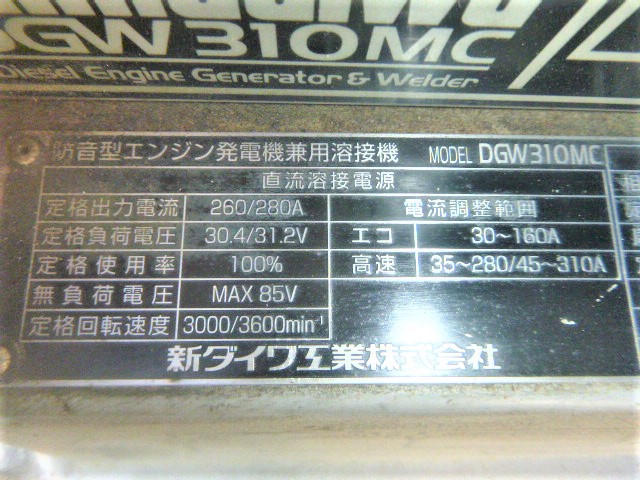 DGW310MC
Diesel Engine Generator & Welder
防音型エンジン発電機兼用溶接機 MODEL DGW310MC
直流溶接電源
定格出力電流 260/280A 電流調整範囲
定格負荷電圧 30.4/31.2V エコ 30~160A
定格使用率 100% 高速 35~280/45~310A
無負荷電圧 MAX 85V
定格回転速度 3000/3600min⁻¹
新ダイワ工業株式会社